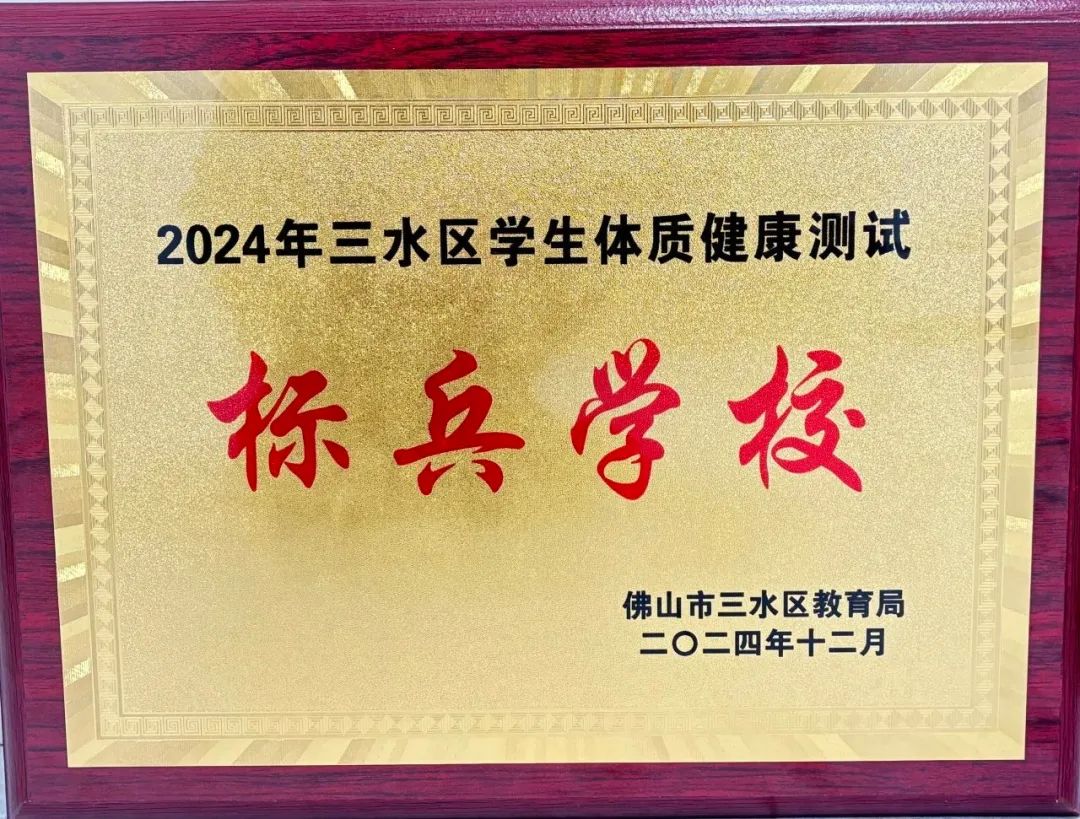 2024年三水区学生体质健康测试
标兵学校
佛山市三水区教育局
二〇二四年十二月